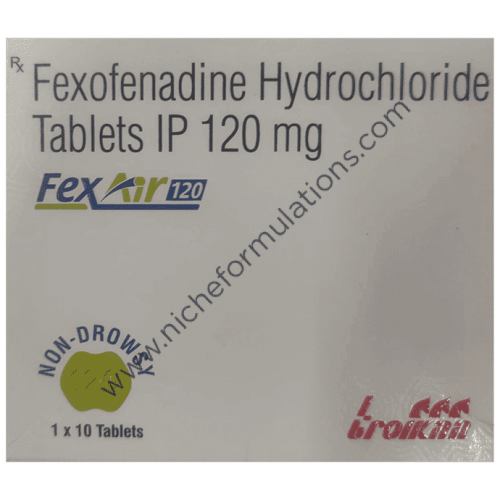 Rx Fexofenadine Hydrochloride
Tablets IP 120 mg
FexAir 120
NON-DROWSY
1 x 10 Tablets
www.nicheformulations.com